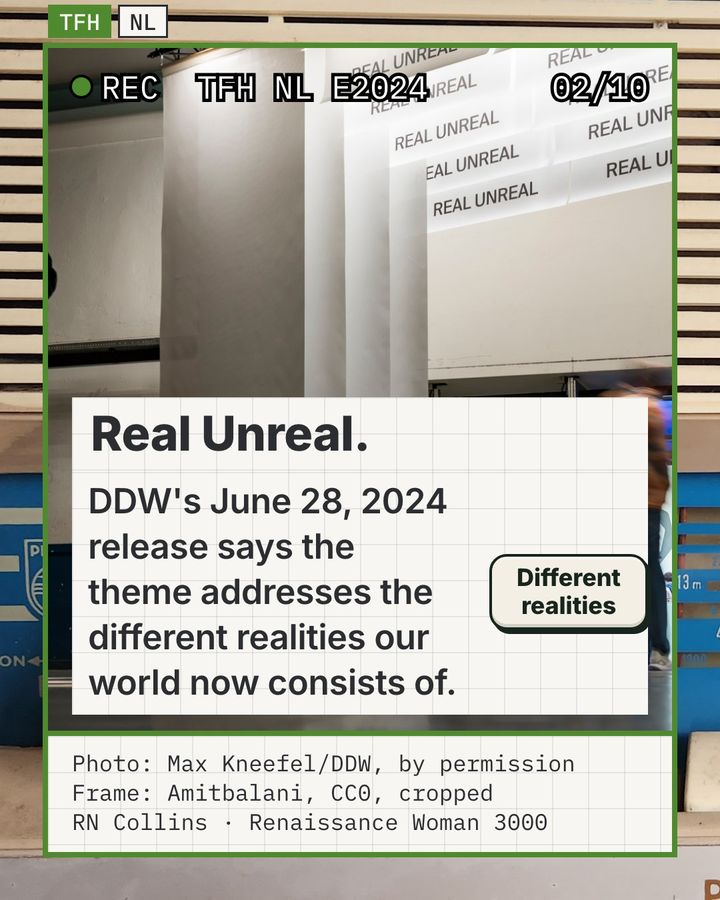 TFH NL
REC TFH NL E2024 02/10
REAL UNREAL
REAL UNREAL
REAL UNREAL
REAL UNREAL
REAL UNREAL
Real Unreal.
DDW's June 28, 2024
release says the
theme addresses the
different realities our
world now consists of.
Different
realities
13 m
ON
Photo: Max Kneefel/DDW, by permission
Frame: Amitbalani, CC0, cropped
RN Collins · Renaissance Woman 3000